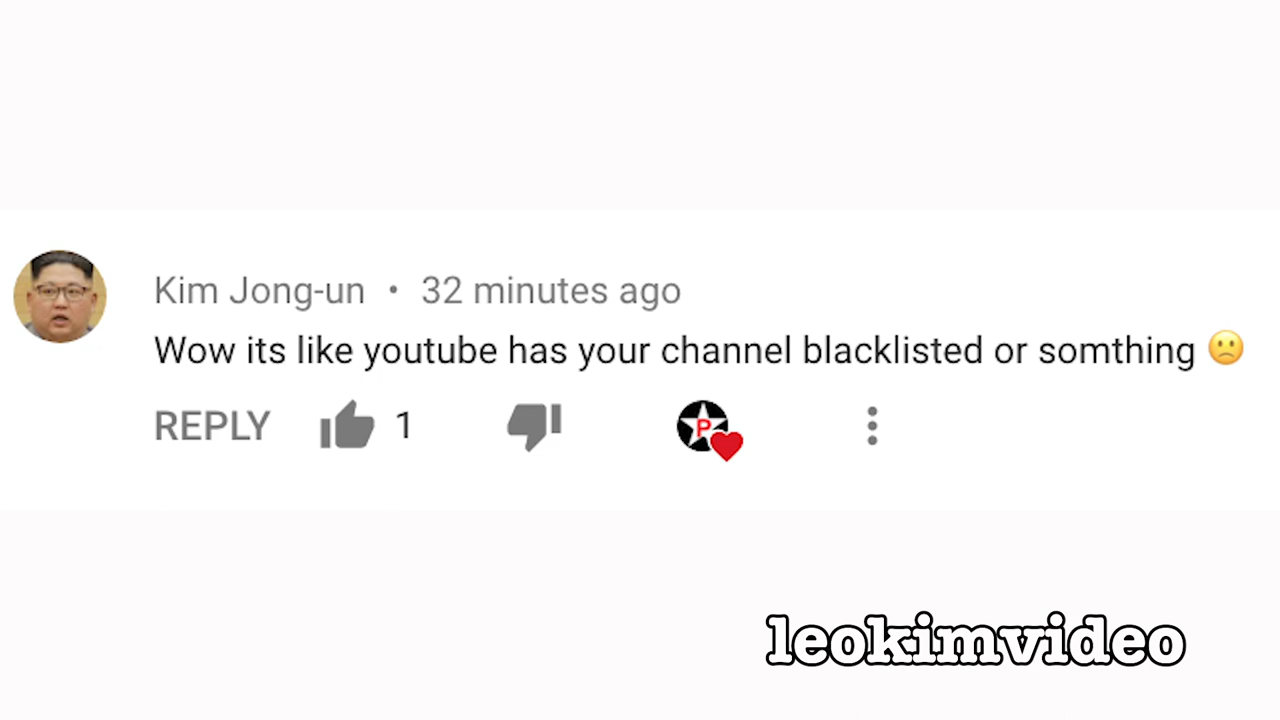 Kim Jong-un • 32 minutes ago
Wow its like youtube has your channel blacklisted or somthing 🙁
REPLY 1 P
leokimvideo